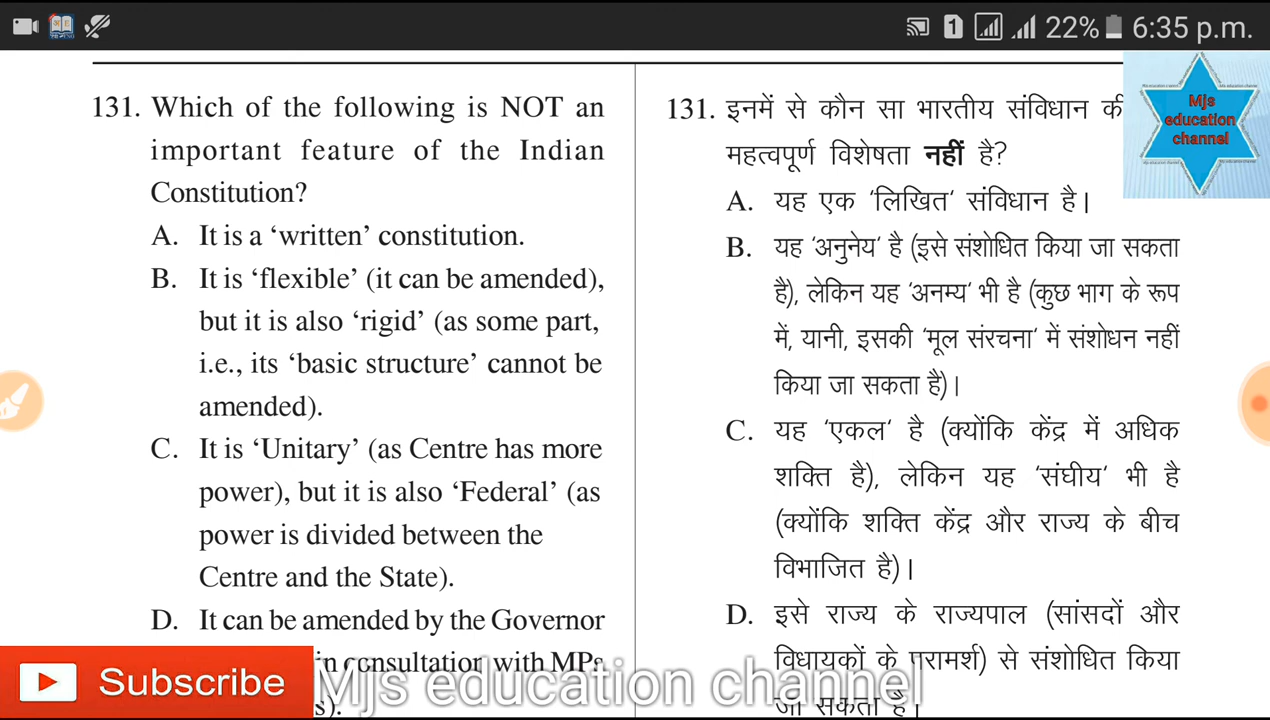 22% 6:35 p.m.
131. Which of the following is NOT an
important feature of the Indian
Constitution?
A. It is a ‘written’ constitution.
B. It is ‘flexible’ (it can be amended),
but it is also ‘rigid’ (as some part,
i.e., its ‘basic structure’ cannot be
amended).
C. It is ‘Unitary’ (as Centre has more
power), but it is also ‘Federal’ (as
power is divided between the
Centre and the State).
D. It can be amended by the Governor
in consultation with MPs
s).
131. इनमें से कौन सा भारतीय संविधान की
महत्वपूर्ण विशेषता नहीं है?
A. यह एक ‘लिखित’ संविधान है।
B. यह ‘अनुनेय’ है (इसे संशोधित किया जा सकता
है), लेकिन यह ‘अनम्य’ भी है (कुछ भाग के रूप
में, यानी, इसकी ‘मूल संरचना’ में संशोधन नहीं
किया जा सकता है)।
C. यह ‘एकल’ है (क्योंकि केंद्र में अधिक
शक्ति है), लेकिन यह ‘संघीय’ भी है
(क्योंकि शक्ति केंद्र और राज्य के बीच
विभाजित है)।
D. इसे राज्य के राज्यपाल (सांसदों और
विधायकों के परामर्श) से संशोधित किया
जा सकता है।
Mjs
education
channel
Subscribe
Mjs education channel